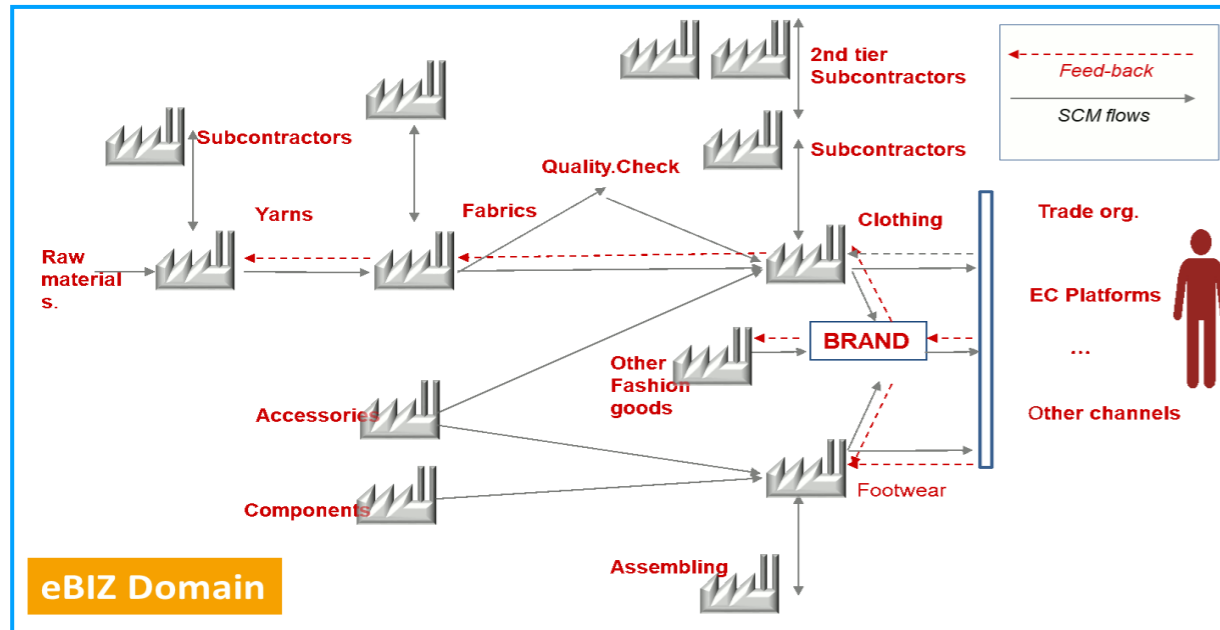 2nd tier
Subcontractors
Feed-back
SCM flows
Subcontractors
Subcontractors
Quality.Check
Yarns
Fabrics
Clothing
Trade org.
Raw
material
s.
EC Platforms
BRAND
...
Other
Fashion
goods
Accessories
Other channels
Footwear
Components
Assembling
eBIZ Domain